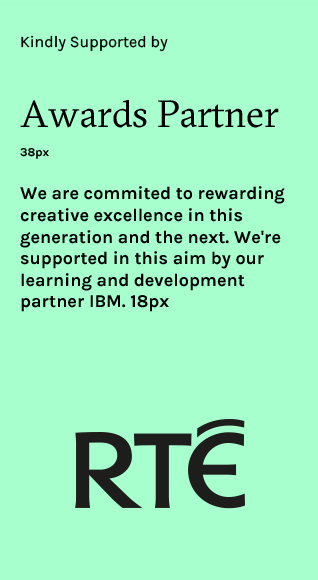 Kindly Supported by
Awards Partner
38px
We are commited to rewarding
creative excellence in this
generation and the next. We're
supported in this aim by our
learning and development
partner IBM. 18px
RTÉ